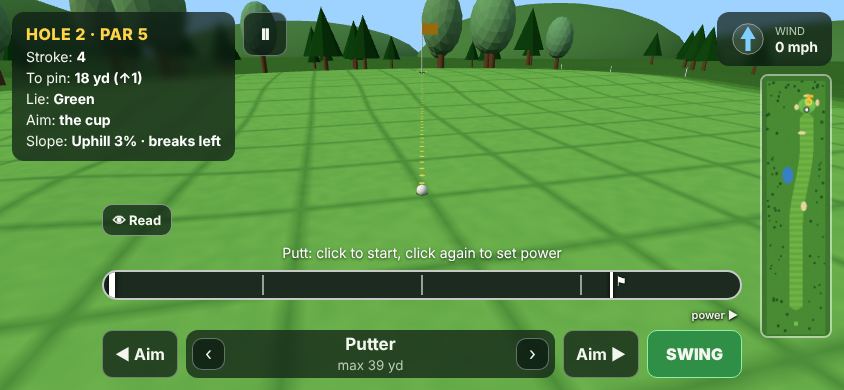 HOLE 2 · PAR 5
Stroke: 4
To pin: 18 yd (↑1)
Lie: Green
Aim: the cup
Slope: Uphill 3% · breaks left
WIND
0 mph
Read
Putt: click to start, click again to set power
power ▶
◀ Aim
‹
Putter
max 39 yd
›
Aim ▶
SWING